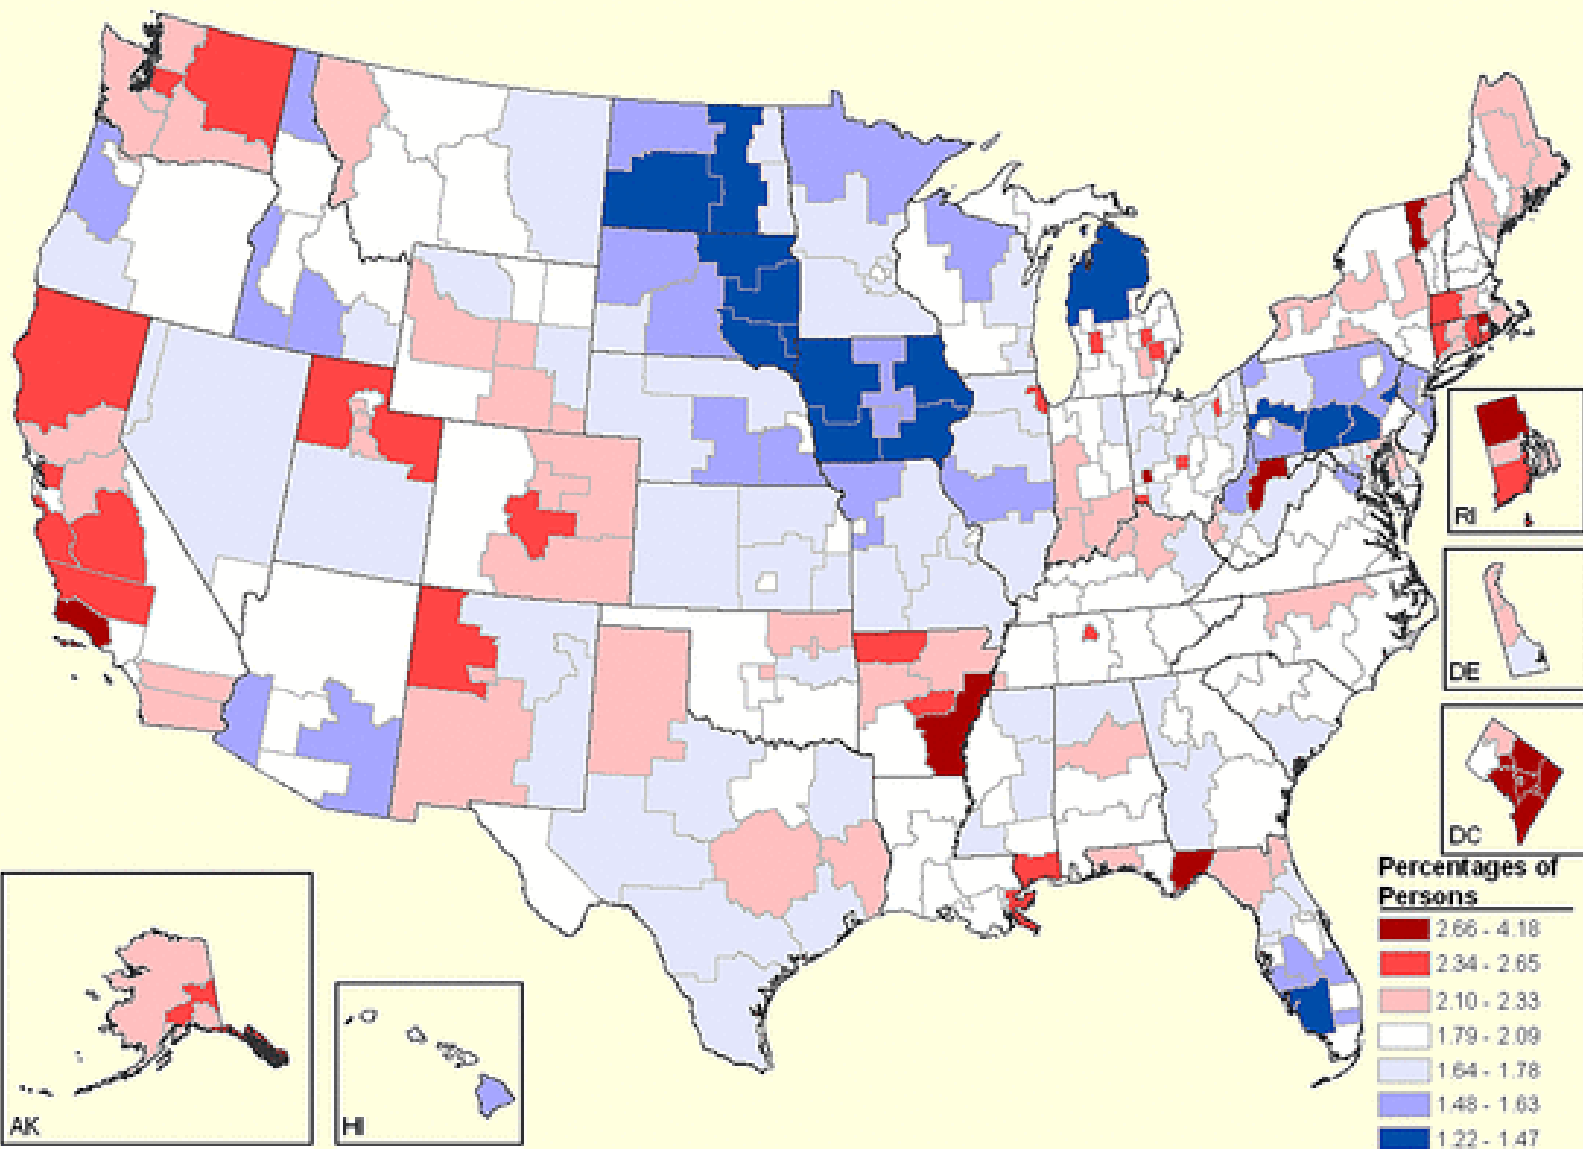 RI
DE
DC
Percentages of
Persons
2.66 - 4.18
2.34 - 2.65
2.10 - 2.33
1.79 - 2.09
1.64 - 1.78
1.48 - 1.63
1.22 - 1.47
AK
HI